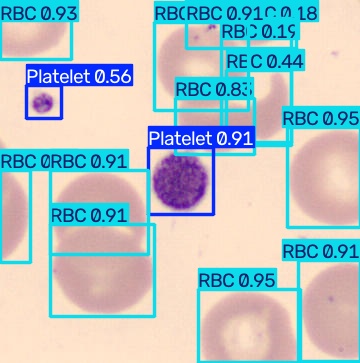 RBC 0.93
RBC 0.91
0.18
RBC 0.19
RBC 0.44
Platelet 0.56
RBC 0.83
RBC 0.95
Platelet 0.91
RBC
RBC 0.91
RBC 0.91
RBC 0.91
RBC 0.95